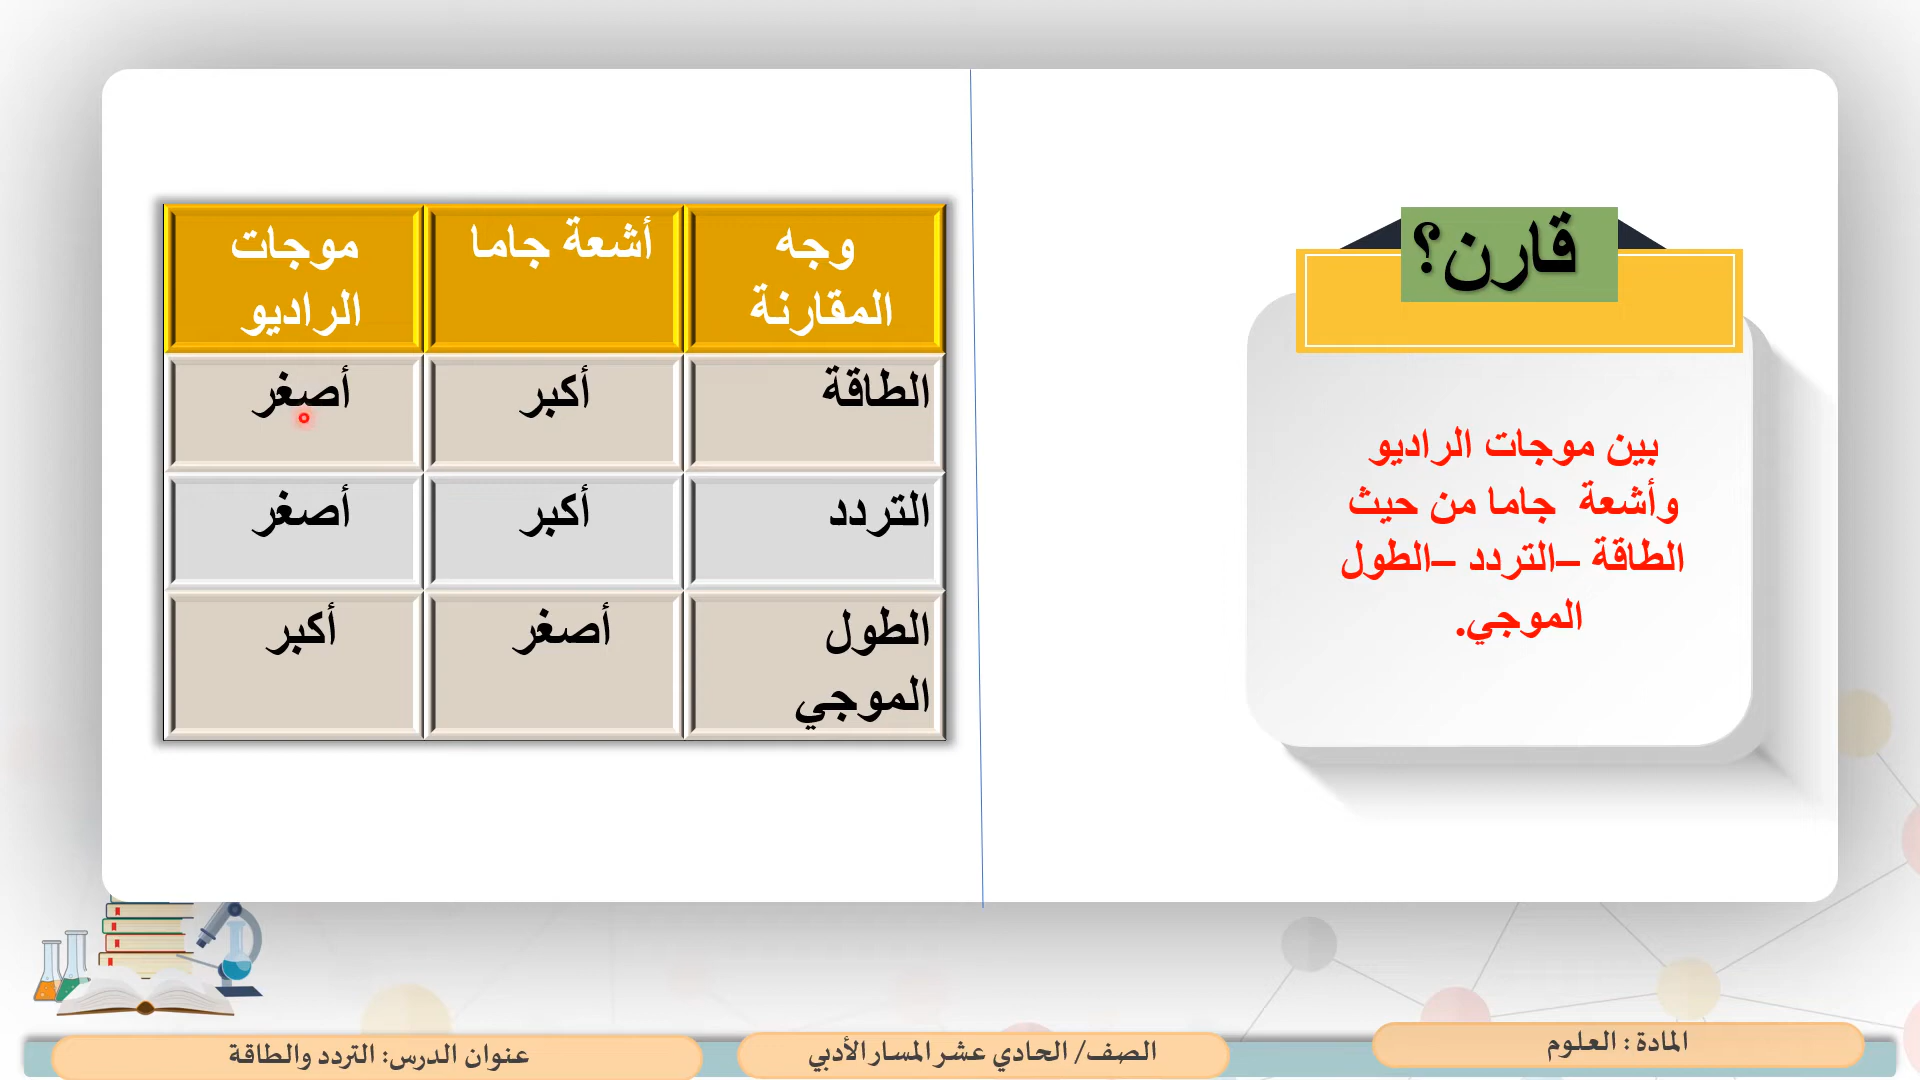 قارن؟
بين موجات الراديو
وأشعة جاما من حيث
الطاقة –التردد –الطول
الموجي.
وجه المقارنة
أشعة جاما
موجات الراديو
الطاقة
أكبر
أصغر
التردد
أكبر
أصغر
الطول الموجي
أصغر
أكبر
المادة : العلوم
الصف/ الحادي عشر المسار الأدبي
عنوان الدرس: التردد والطاقة